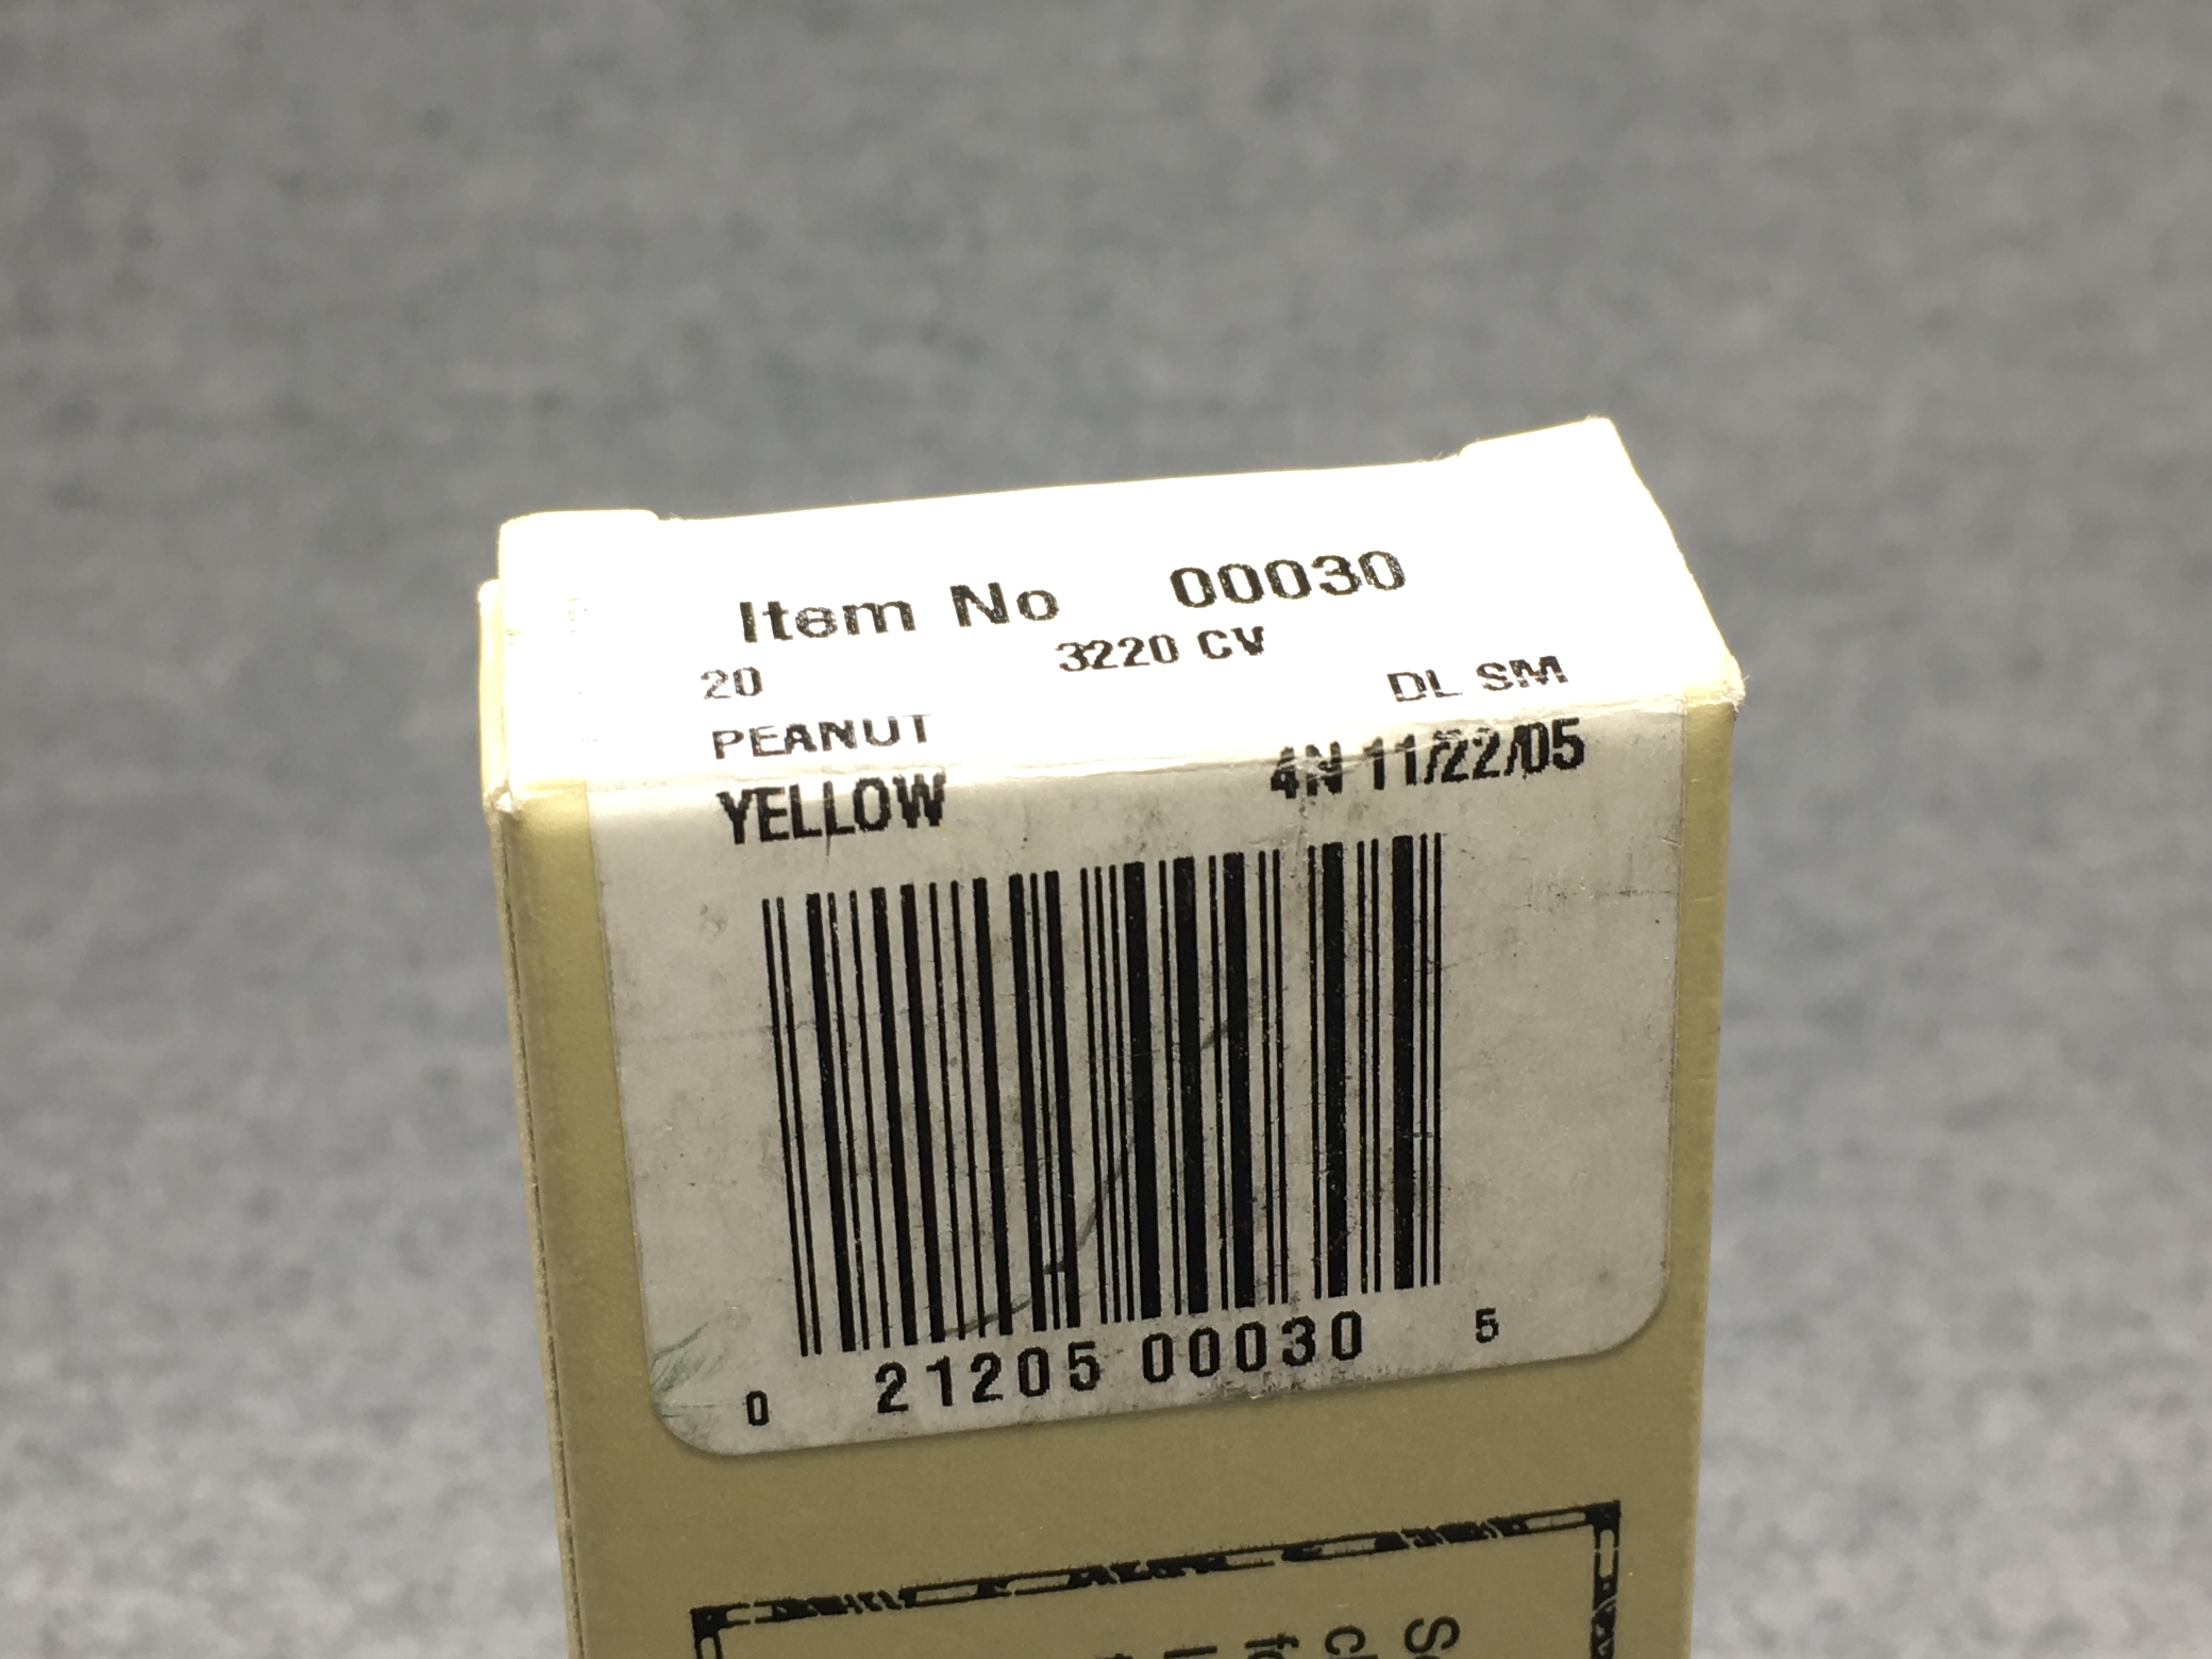 Item No 00030
20 3220 CV DL SM
PEANUT
YELLOW 4N 11/22/05
0 21205 00030 5